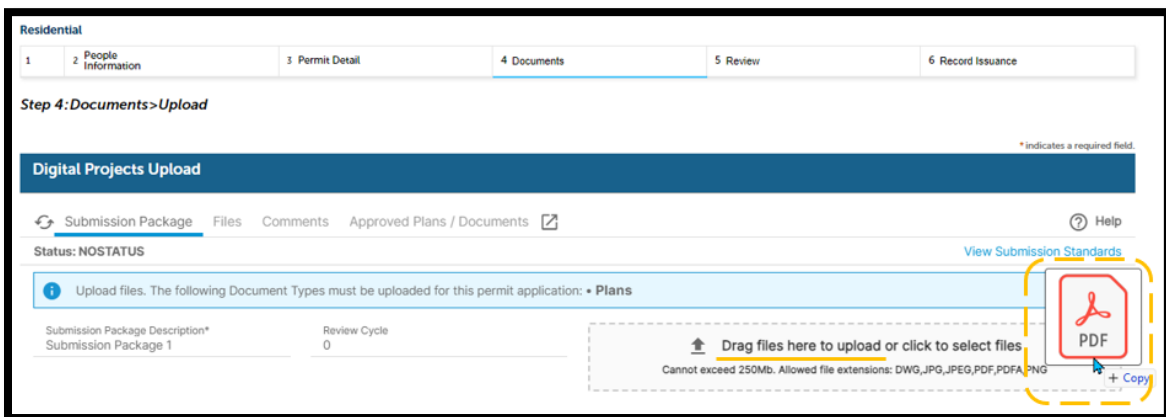 Residential
1
2 People Information
3 Permit Detail
4 Documents
5 Review
6 Record Issuance
Step 4:Documents>Upload
* indicates a required field.
Digital Projects Upload
Submission Package Files Comments Approved Plans / Documents
Help
Status: NOSTATUS
View Submission Standards
Upload files. The following Document Types must be uploaded for this permit application: • Plans
Submission Package Description*
Submission Package 1
Review Cycle
0
Drag files here to upload or click to select files
Cannot exceed 250Mb. Allowed file extensions: DWG,JPG,JPEG,PDF,PDFA,PNG
PDF
+ Copy